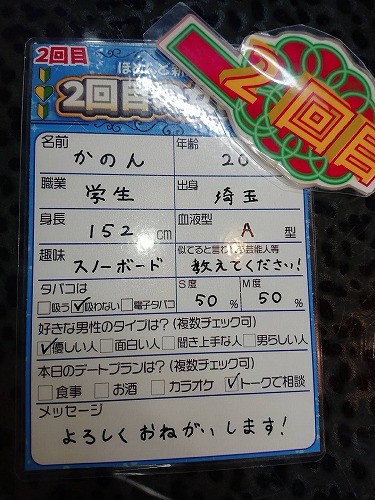 2回目
ほ
2回目
2回目
名前 かのん 年齢 20
職業 学生 出身 埼玉
身長 152 cm 血液型 A 型
趣味 スノーボード 似てると言われる芸能人等 教えてください!
タバコは S度 M度
吸う 吸わない 電子タバコ 50 % 50 %
好きな男性のタイプは?(複数チェック可)
優しい人 面白い人 聞き上手な人 男らしい人
本日のデートプランは?(複数チェック可)
食事 お酒 カラオケ トークで相談
メッセージ
よろしくおねがいします!